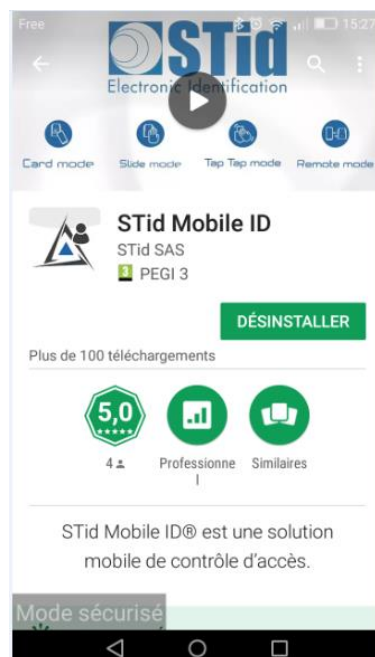 Free 15:27
STid
Electronic Identification
Card mode Slide mode Tap Tap mode Remote mode
STid Mobile ID
STid SAS
3 PEGI 3
DÉSINSTALLER
Plus de 100 téléchargements
5,0
4 Professionne Similaires
l
STid Mobile ID® est une solution
mobile de contrôle d'accès.
Mode sécurisé